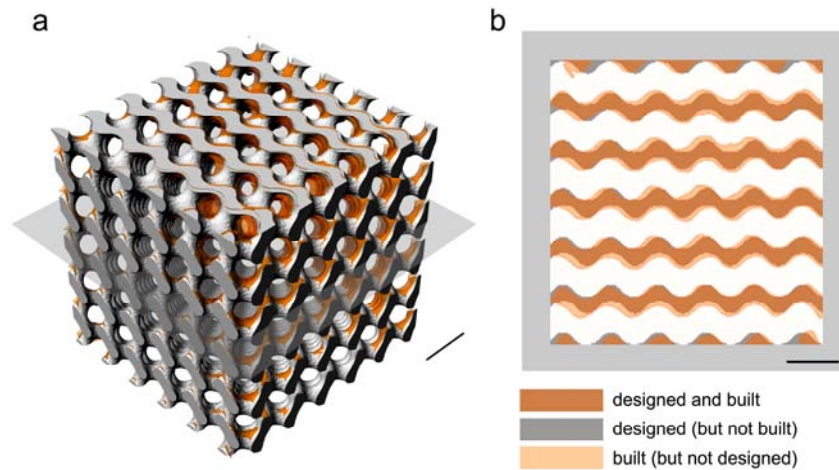 a
b
designed and built
designed (but not built)
built (but not designed)